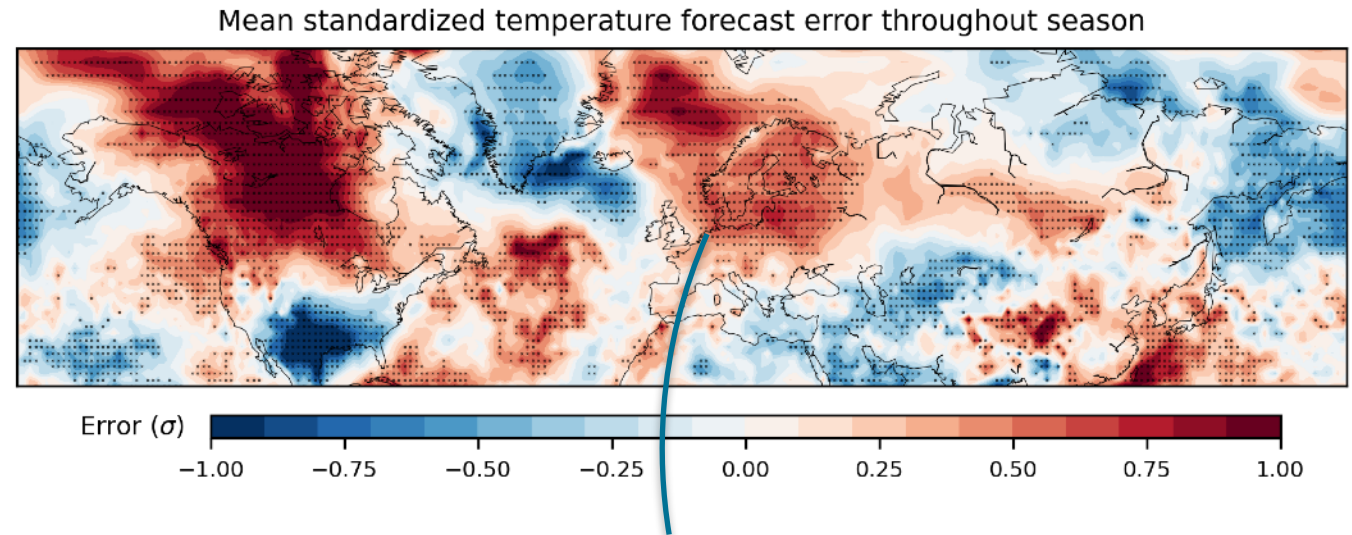 Mean standardized temperature forecast error throughout season
Error (σ)
−1.00 −0.75 −0.50 −0.25 0.00 0.25 0.50 0.75 1.00